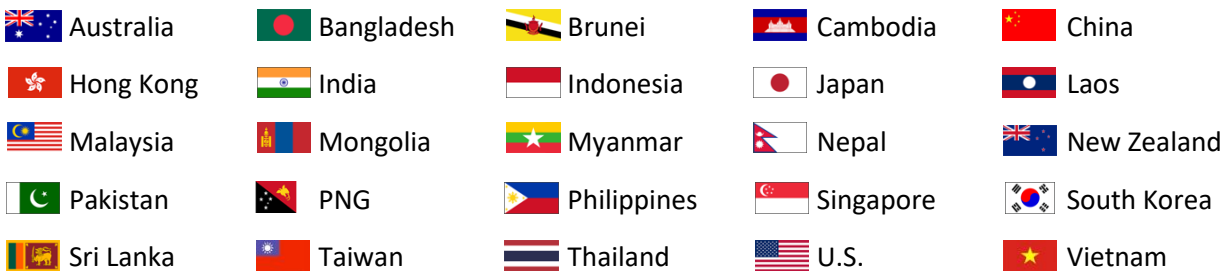 Australia Bangladesh Brunei Cambodia China
Hong Kong India Indonesia Japan Laos
Malaysia Mongolia Myanmar Nepal New Zealand
Pakistan PNG Philippines Singapore South Korea
Sri Lanka Taiwan Thailand U.S. Vietnam